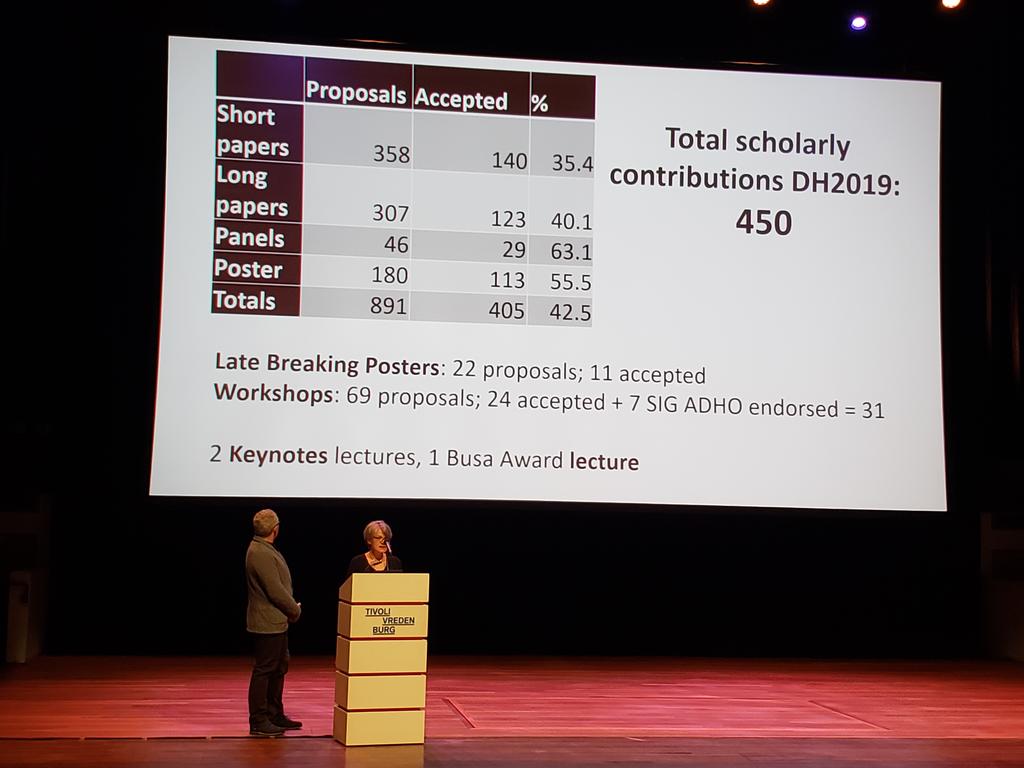 Proposals Accepted %
Short
papers 358 140 35.4
Long
papers 307 123 40.1
Panels 46 29 63.1
Poster 180 113 55.5
Totals 891 405 42.5
Total scholarly
contributions DH2019:
450
Late Breaking Posters: 22 proposals; 11 accepted
Workshops: 69 proposals; 24 accepted + 7 SIG ADHO endorsed = 31
2 Keynotes lectures, 1 Busa Award lecture
TIVOLI
VREDEN
BURG